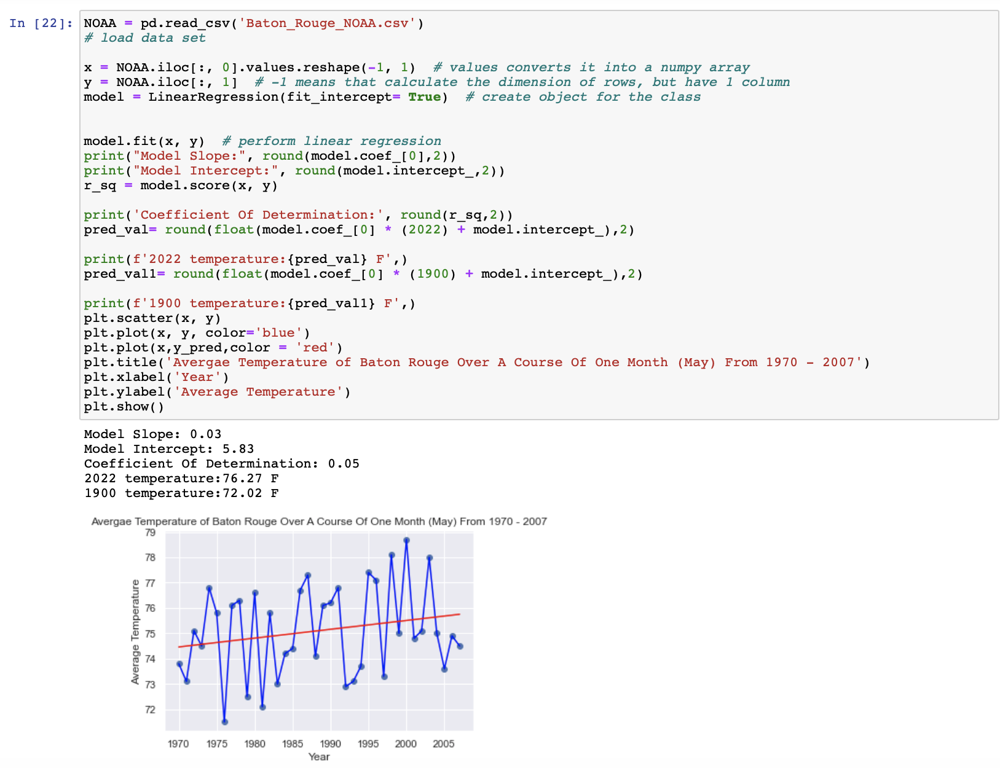 In [22]: NOAA = pd.read_csv('Baton_Rouge_NOAA.csv')
# load data set
x = NOAA.iloc[:, 0].values.reshape(-1, 1)  # values converts it into a numpy array
y = NOAA.iloc[:, 1]  # -1 means that calculate the dimension of rows, but have 1 column
model = LinearRegression(fit_intercept= True)  # create object for the class
model.fit(x, y)  # perform linear regression
print("Model Slope:", round(model.coef_[0],2))
print("Model Intercept:", round(model.intercept_,2))
r_sq = model.score(x, y)
print('Coefficient Of Determination:', round(r_sq,2))
pred_val= round(float(model.coef_[0] * (2022) + model.intercept_),2)
print(f'2022 temperature:{pred_val} F',)
pred_val1= round(float(model.coef_[0] * (1900) + model.intercept_),2)
print(f'1900 temperature:{pred_val1} F',)
plt.scatter(x, y)
plt.plot(x, y, color='blue')
plt.plot(x,y_pred,color = 'red')
plt.title('Avergae Temperature of Baton Rouge Over A Course Of One Month (May) From 1970 - 2007')
plt.xlabel('Year')
plt.ylabel('Average Temperature')
plt.show()
Model Slope: 0.03
Model Intercept: 5.83
Coefficient Of Determination: 0.05
2022 temperature:76.27 F
1900 temperature:72.02 F
Avergae Temperature of Baton Rouge Over A Course Of One Month (May) From 1970 - 2007
79
78
77
76
75
74
73
72
Average Temperature
1970 1975 1980 1985 1990 1995 2000 2005
Year